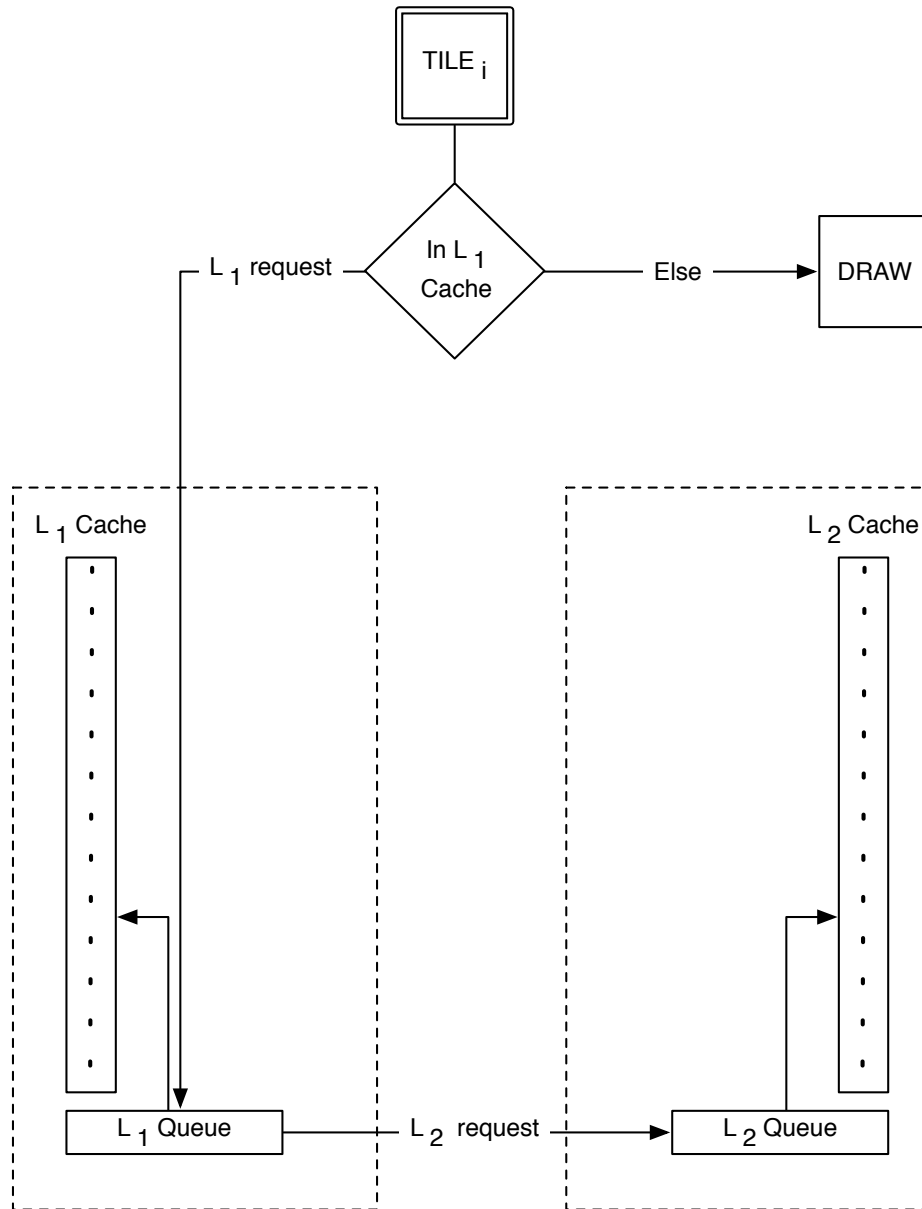 TILE i
In L 1
Cache
L 1 request
Else
DRAW
L 1 Cache
L 2 Cache
L 1 Queue
L 2 request
L 2 Queue